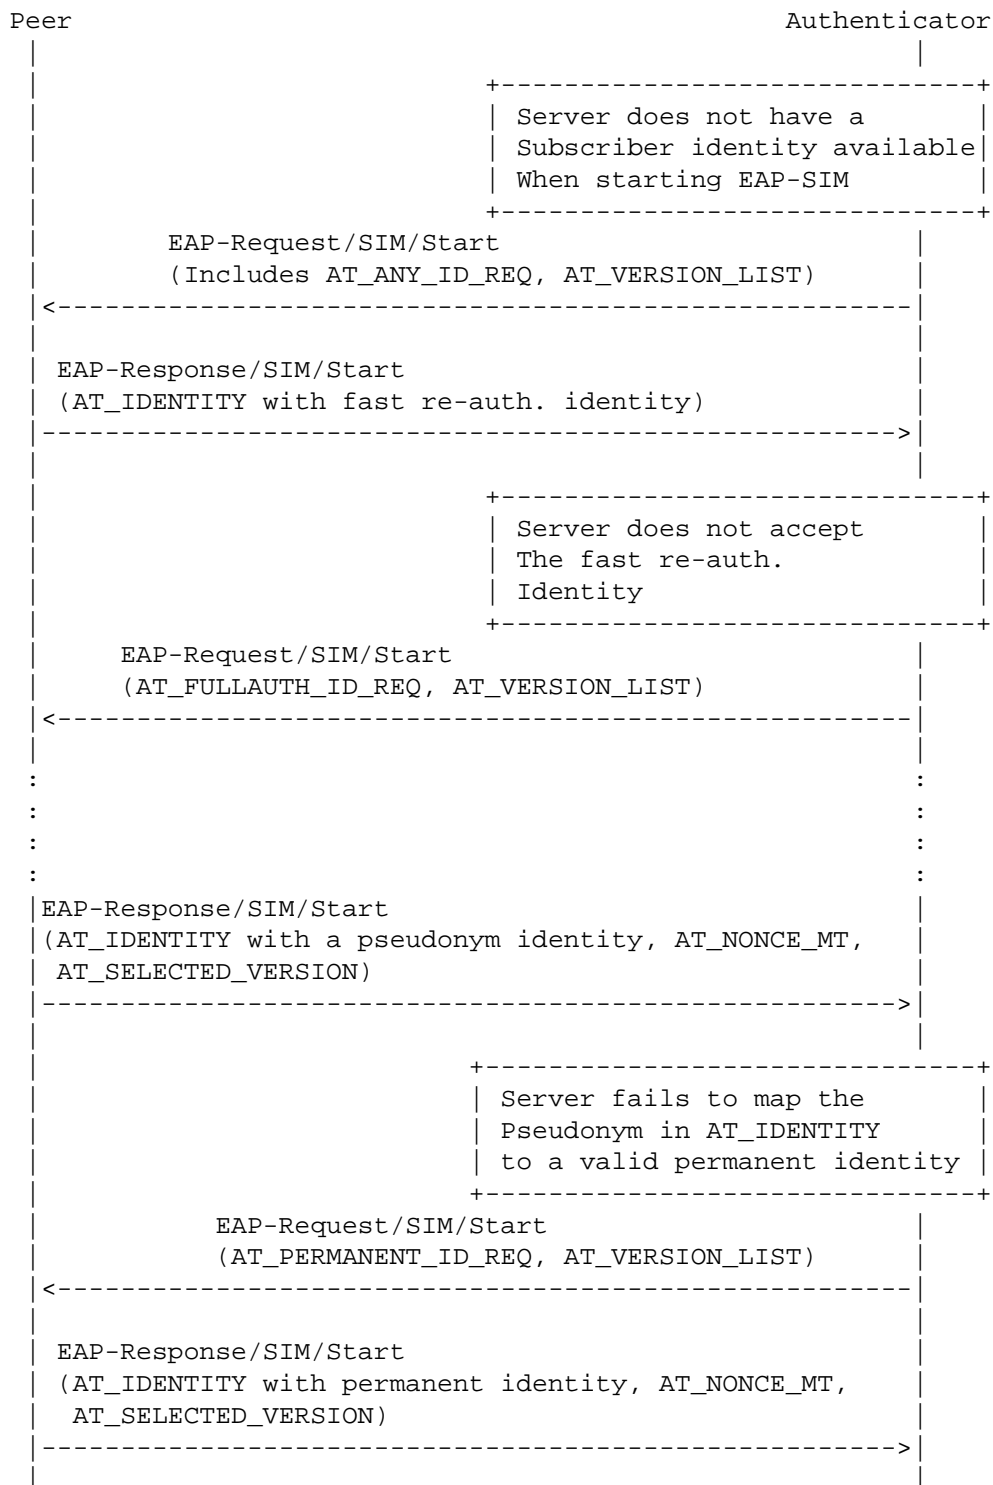 Peer Authenticator
Server does not have a
Subscriber identity available
When starting EAP-SIM
EAP-Request/SIM/Start
(Includes AT_ANY_ID_REQ, AT_VERSION_LIST)
EAP-Response/SIM/Start
(AT_IDENTITY with fast re-auth. identity)
Server does not accept
The fast re-auth.
Identity
EAP-Request/SIM/Start
(AT_FULLAUTH_ID_REQ, AT_VERSION_LIST)
EAP-Response/SIM/Start
(AT_IDENTITY with a pseudonym identity, AT_NONCE_MT,
AT_SELECTED_VERSION)
Server fails to map the
Pseudonym in AT_IDENTITY
to a valid permanent identity
EAP-Request/SIM/Start
(AT_PERMANENT_ID_REQ, AT_VERSION_LIST)
EAP-Response/SIM/Start
(AT_IDENTITY with permanent identity, AT_NONCE_MT,
AT_SELECTED_VERSION)